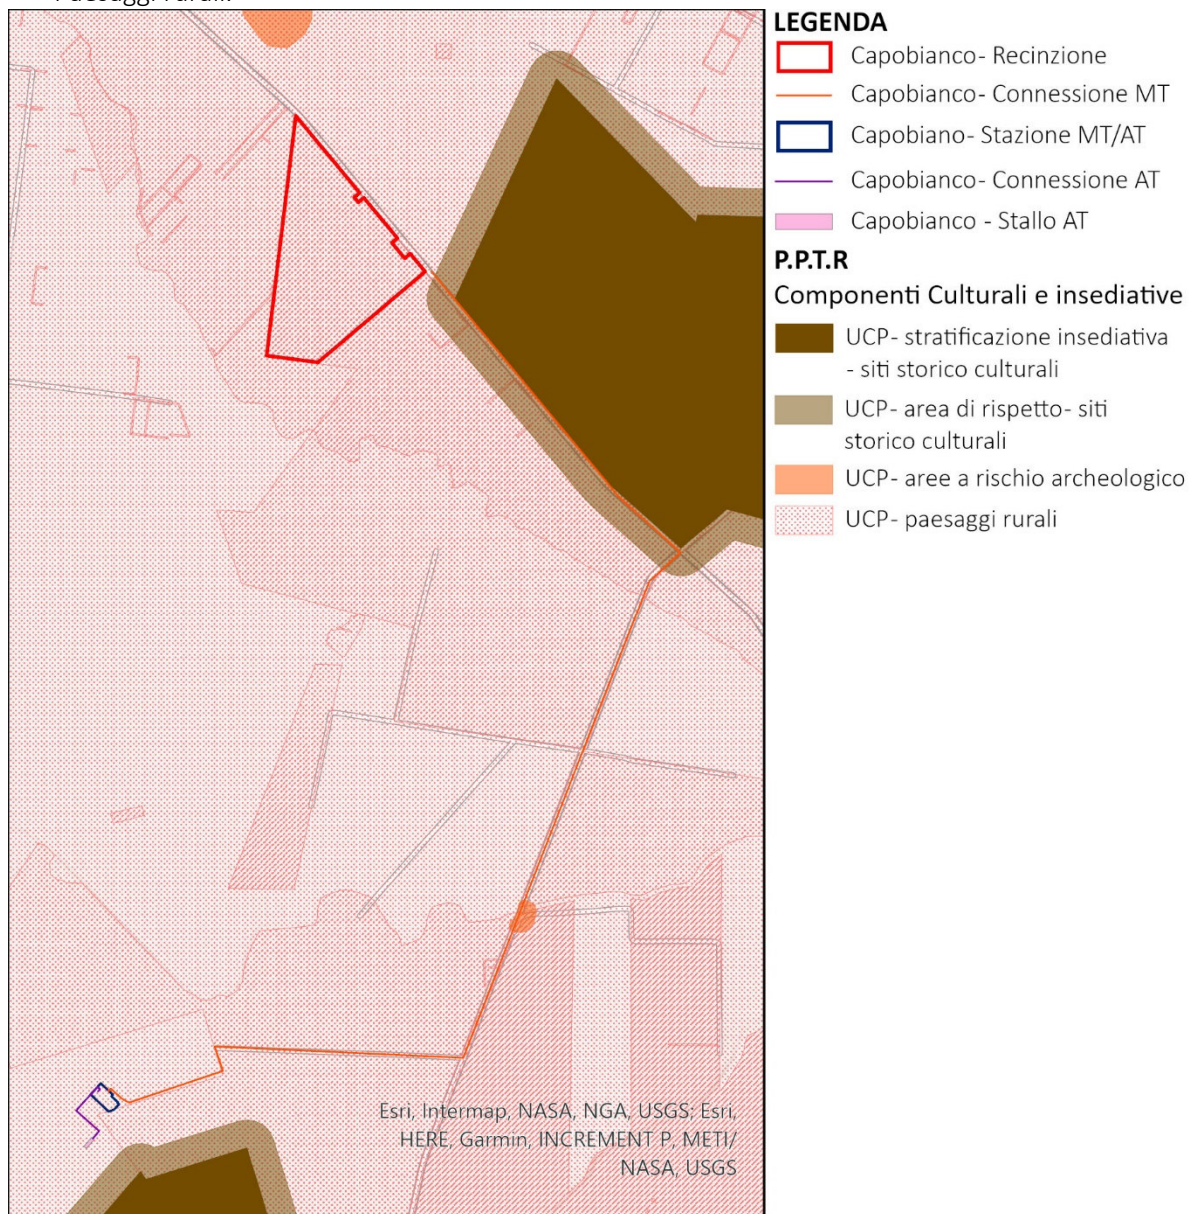 Paesaggi rurali.
LEGENDA
Capobianco- Recinzione
Capobianco- Connessione MT
Capobiano- Stazione MT/AT
Capobianco- Connessione AT
Capobianco - Stallo AT
P.P.T.R
Componenti Culturali e insediative
UCP- stratificazione insediativa
- siti storico culturali
UCP- area di rispetto- siti
storico culturali
UCP- aree a rischio archeologico
UCP- paesaggi rurali
Esri, Intermap, NASA, NGA, USGS; Esri,
HERE, Garmin, INCREMENT P, METI/
NASA, USGS